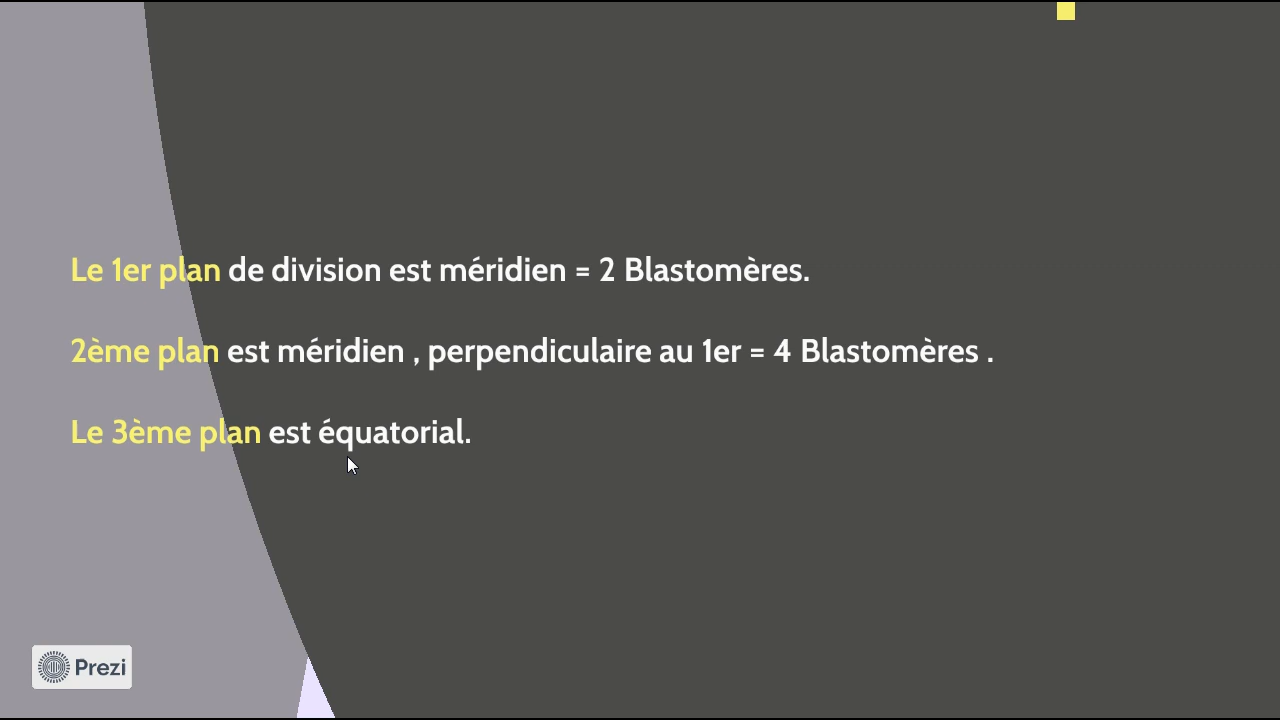 Le 1er plan de division est méridien = 2 Blastomères.
2ème plan est méridien , perpendiculaire au 1er = 4 Blastomères .
Le 3ème plan est équatorial.
Prezi